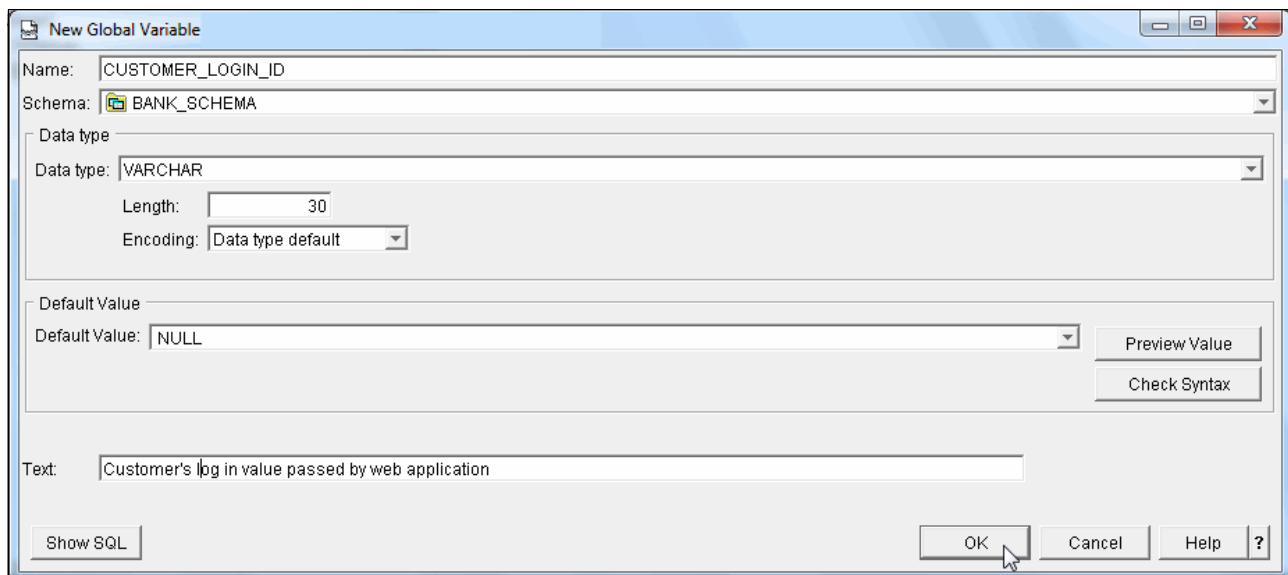 New Global Variable
Name: CUSTOMER_LOGIN_ID
Schema: BANK_SCHEMA
Data type
Data type: VARCHAR
Length: 30
Encoding: Data type default
Default Value
Default Value: NULL
Preview Value
Check Syntax
Text: Customer's log in value passed by web application
Show SQL OK Cancel Help ?